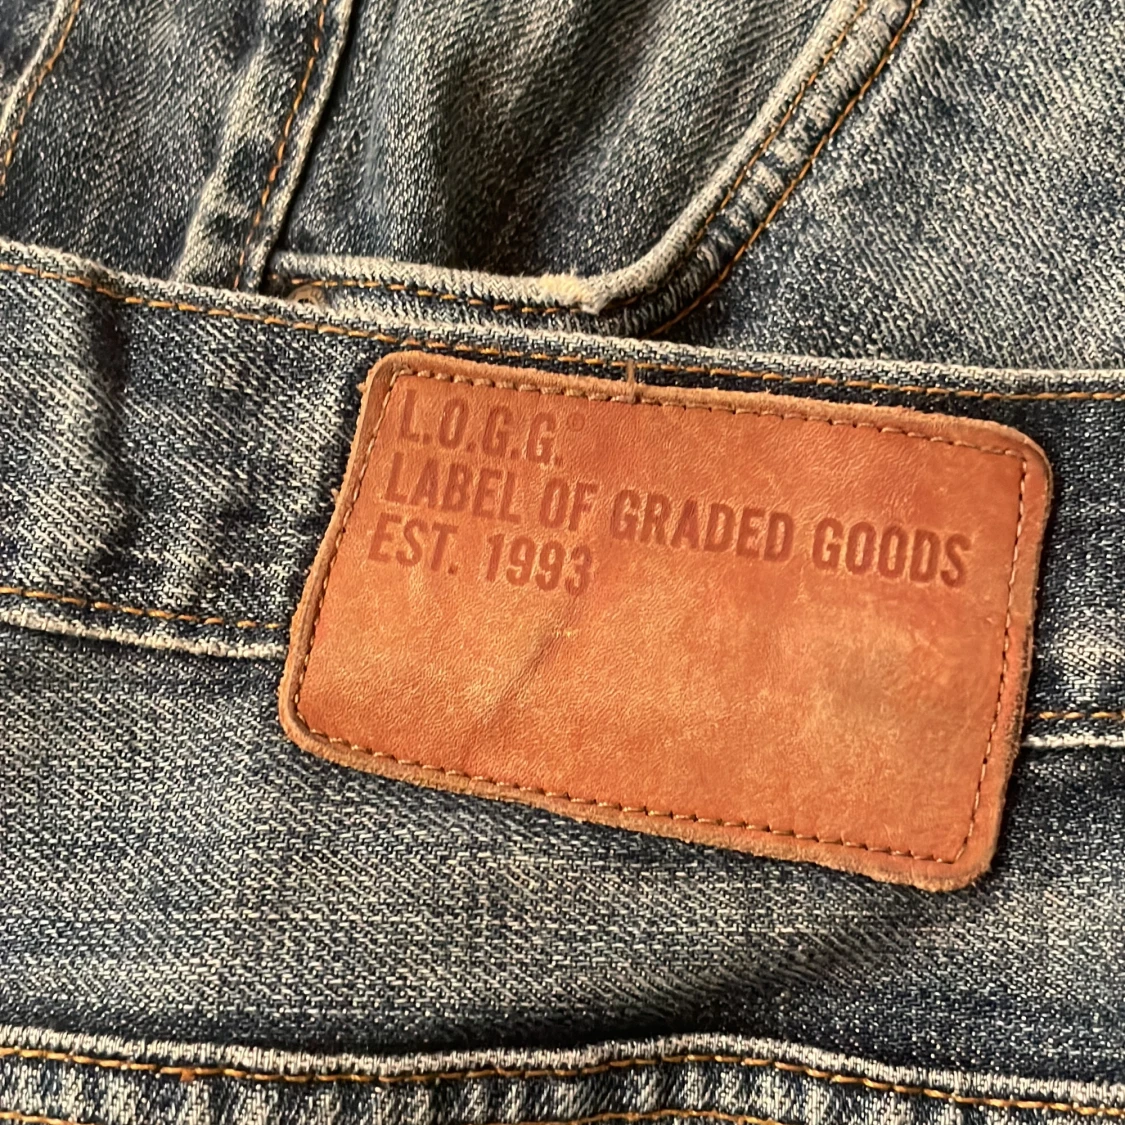 L.O.G.G.°
LABEL OF GRADED GOODS
EST. 1993